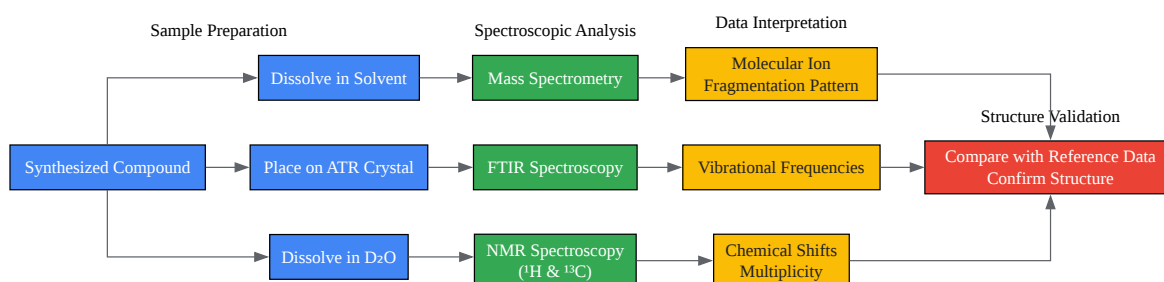 Sample Preparation
Spectroscopic Analysis
Data Interpretation
Dissolve in Solvent
Mass Spectrometry
Molecular Ion
Fragmentation Pattern
Structure Validation
Synthesized Compound
Place on ATR Crystal
FTIR Spectroscopy
Vibrational Frequencies
Compare with Reference Data
Confirm Structure
Dissolve in D₂O
NMR Spectroscopy
(¹H & ¹³C)
Chemical Shifts
Multiplicity